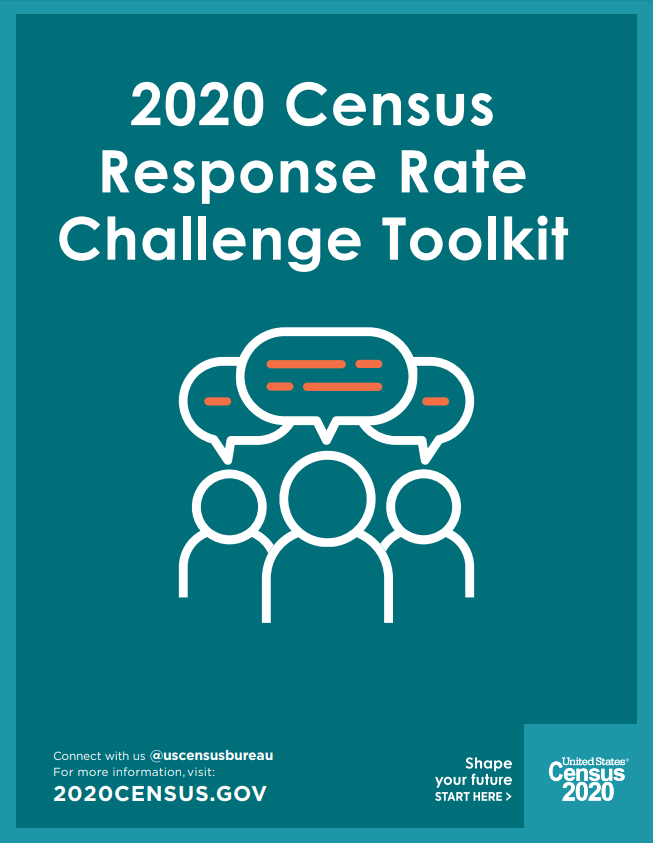 2020 Census
Response Rate
Challenge Toolkit
Connect with us @uscensusbureau
For more information, visit:
2020CENSUS.GOV
Shape
your future
START HERE >
United States®
Census
2020